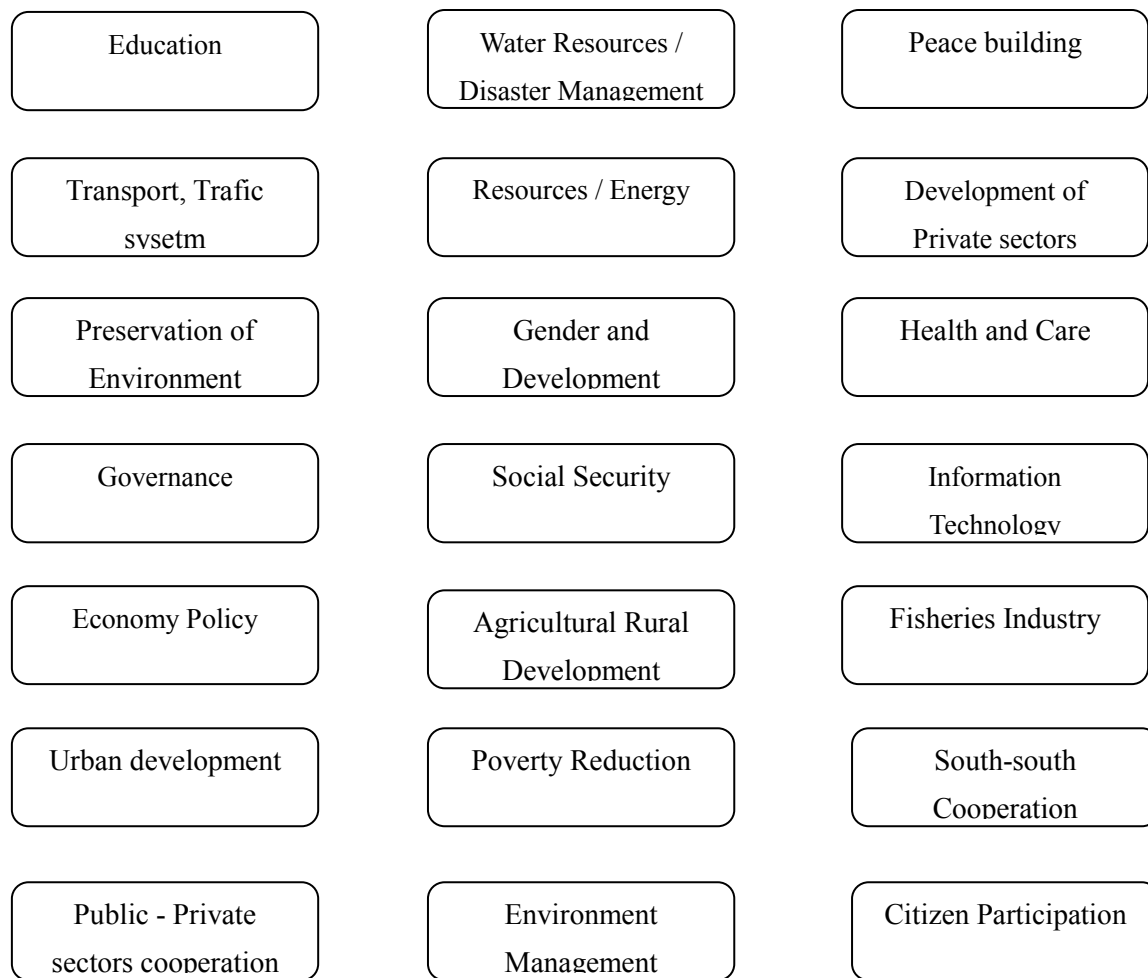 Education
Water Resources /
Disaster Management
Peace building
Transport, Trafic
svsetm
Resources / Energy
Development of
Private sectors
Preservation of
Environment
Gender and
Development
Health and Care
Governance
Social Security
Information
Technology
Economy Policy
Agricultural Rural
Development
Fisheries Industry
Urban development
Poverty Reduction
South-south
Cooperation
Public - Private
sectors cooperation
Environment
Management
Citizen Participation